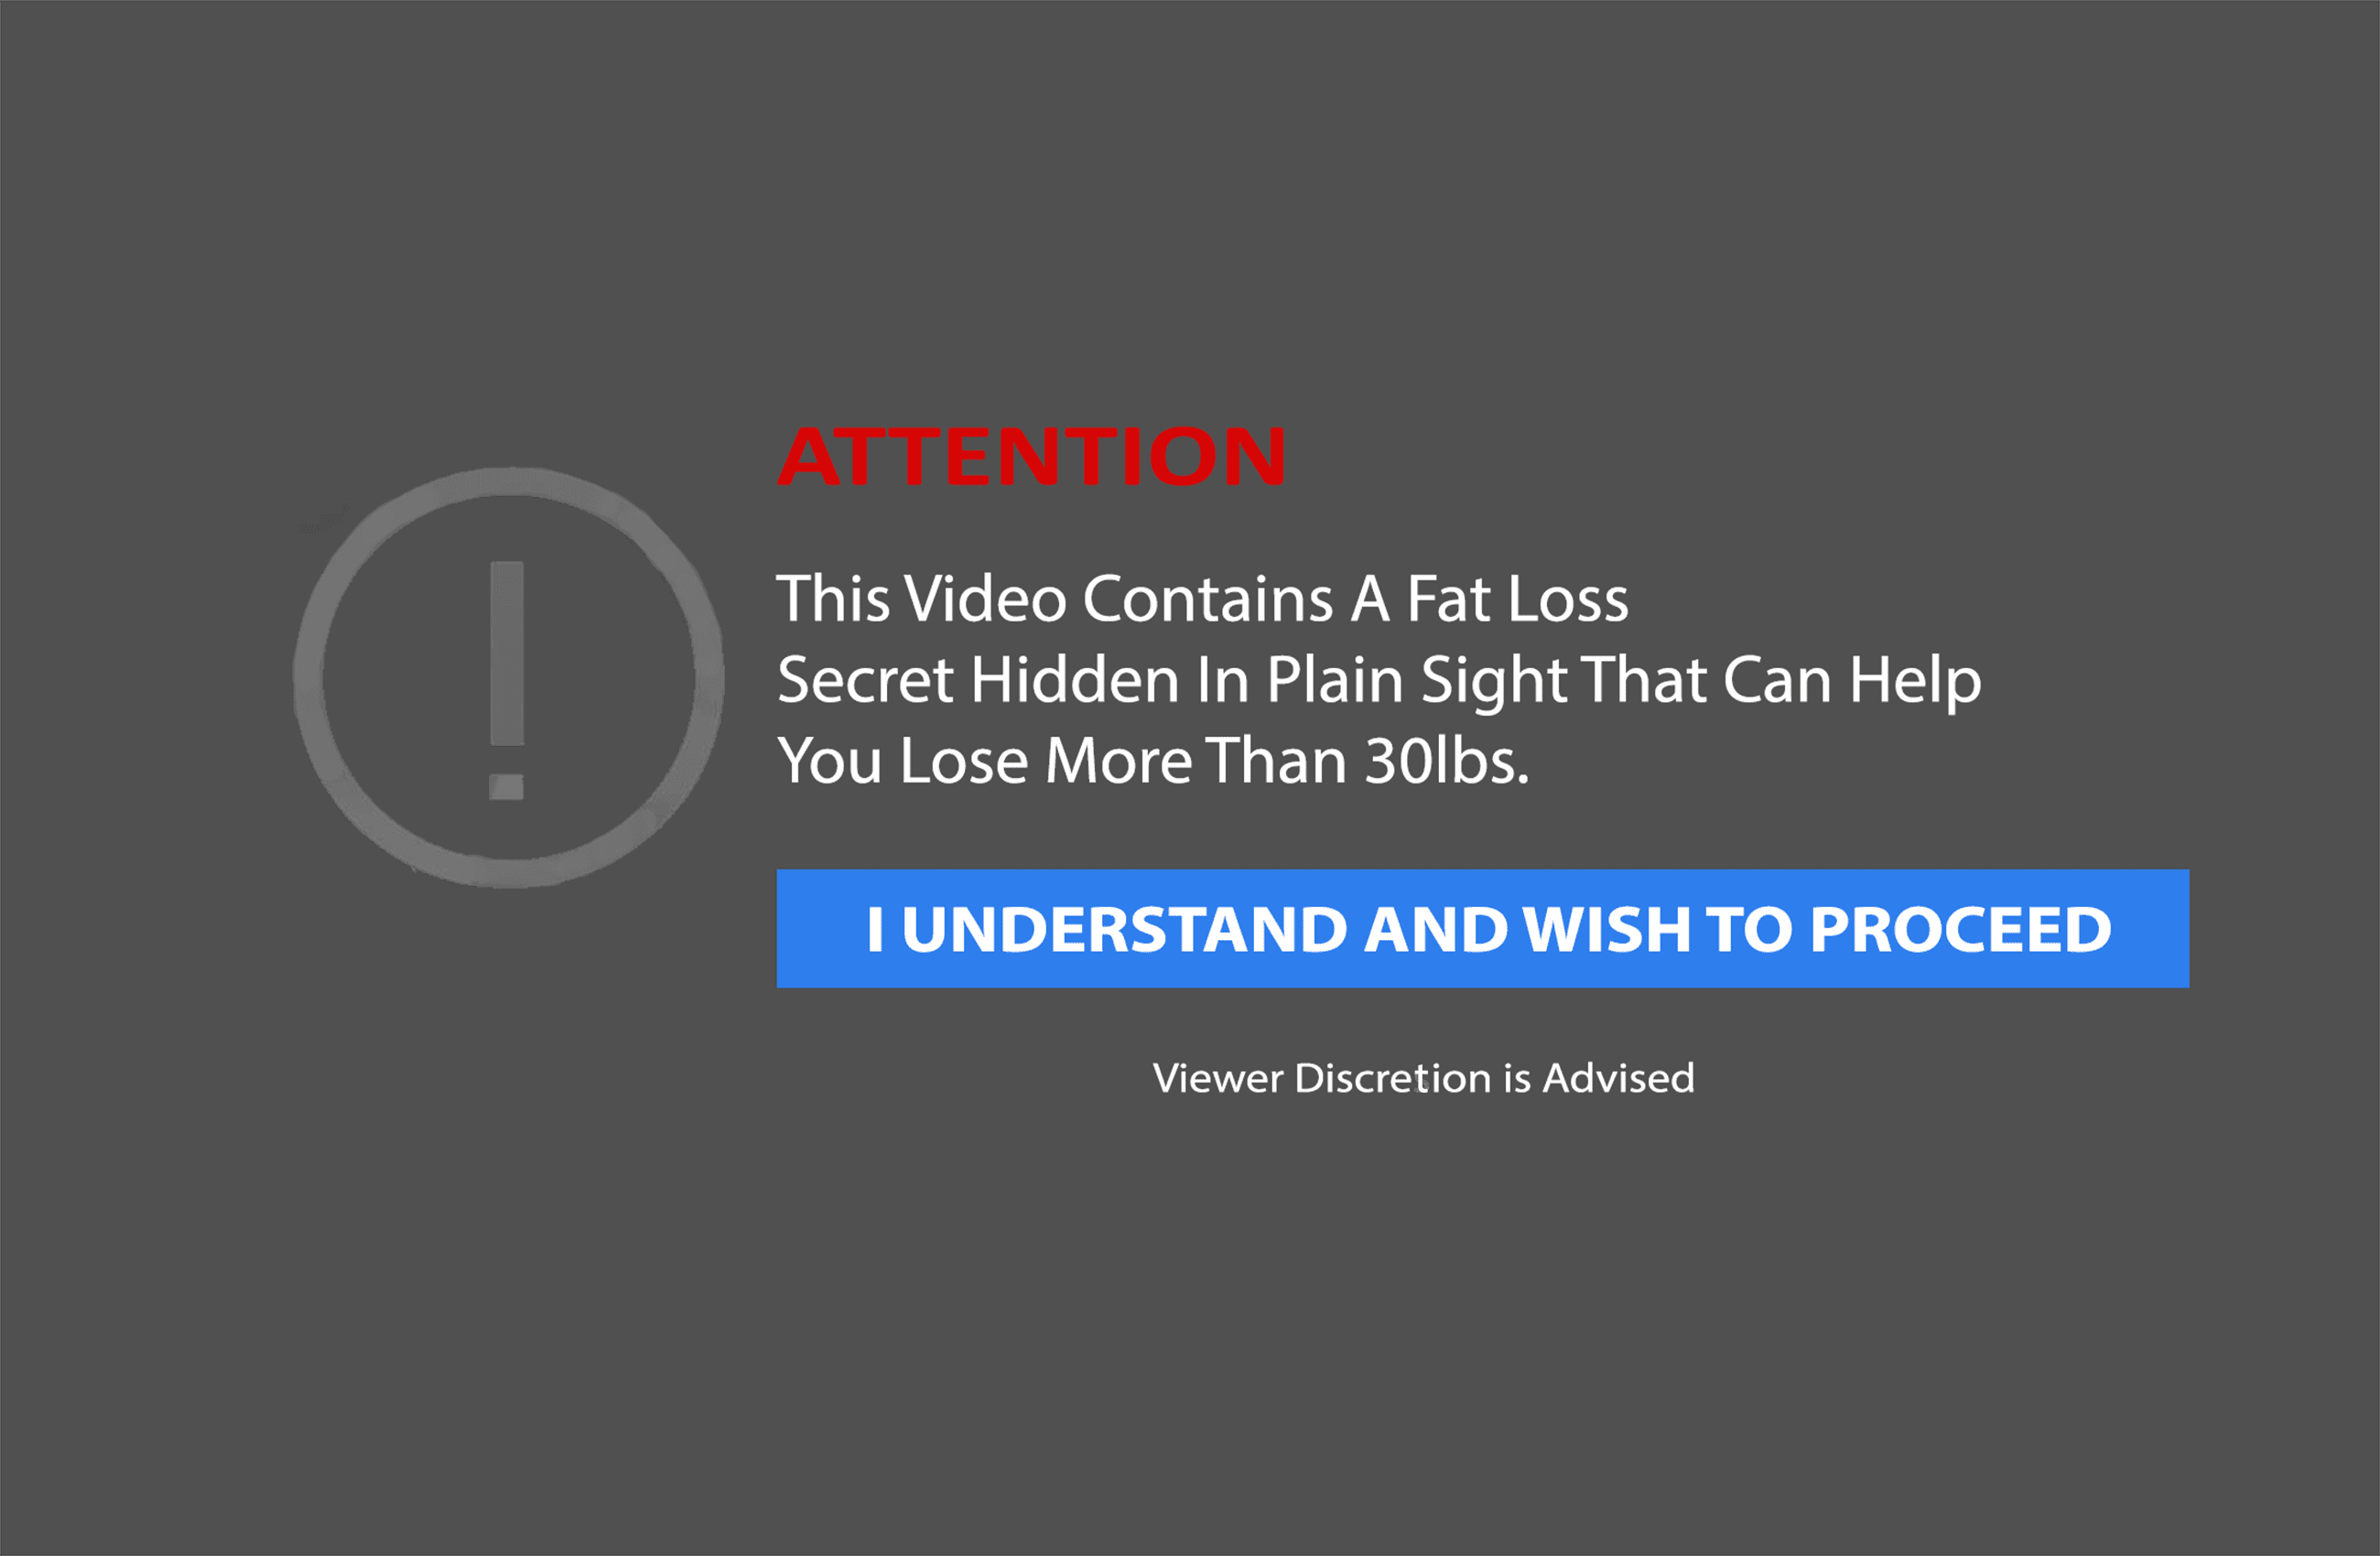 ATTENTION
This Video Contains A Fat Loss
Secret Hidden In Plain Sight That Can Help
You Lose More Than 30lbs.
I UNDERSTAND AND WISH TO PROCEED
Viewer Discretion is Advised